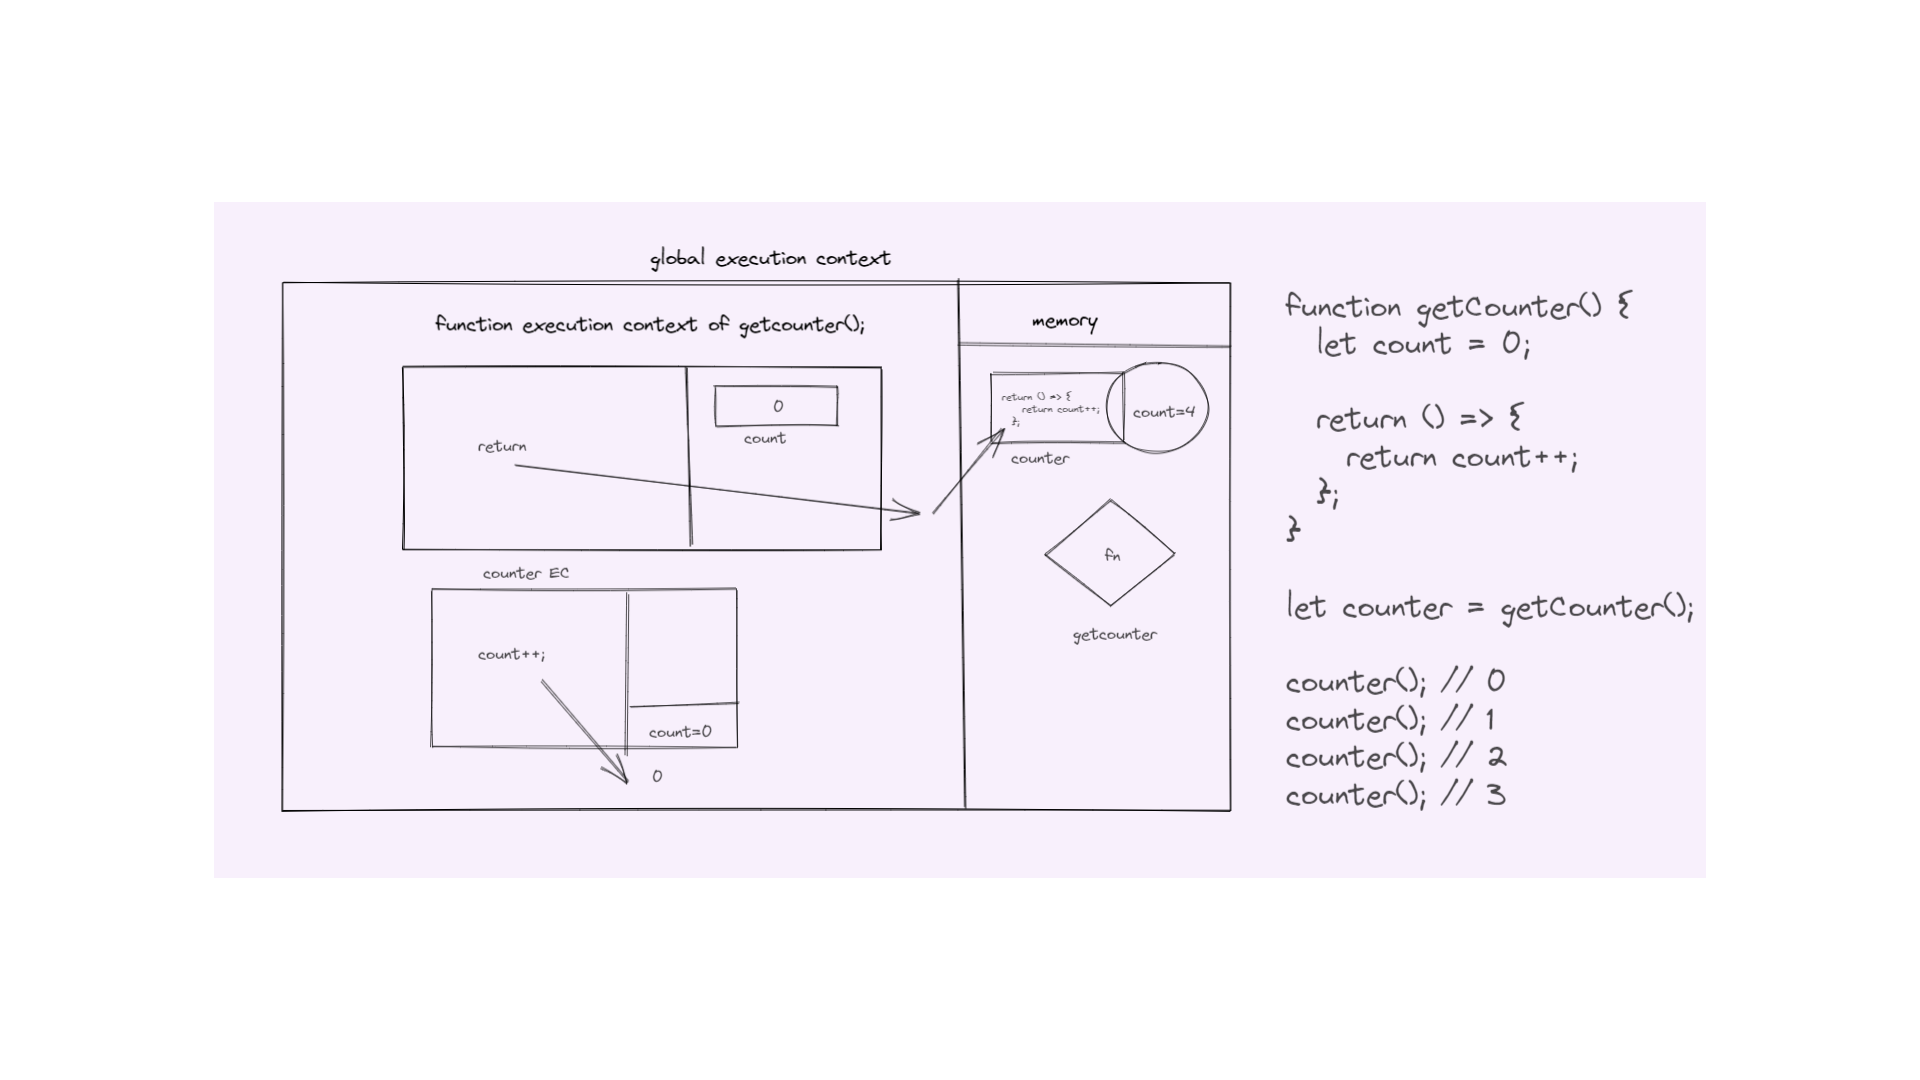 global execution context
function execution context of getcounter();
return
0
count
counter EC
count++;
count=0
0
memory
return () => {
return count++;
};
count=4
counter
fn
getcounter
function getCounter() {
let count = 0;
return () => {
return count++;
};
}
let counter = getCounter();
counter(); // 0
counter(); // 1
counter(); // 2
counter(); // 3